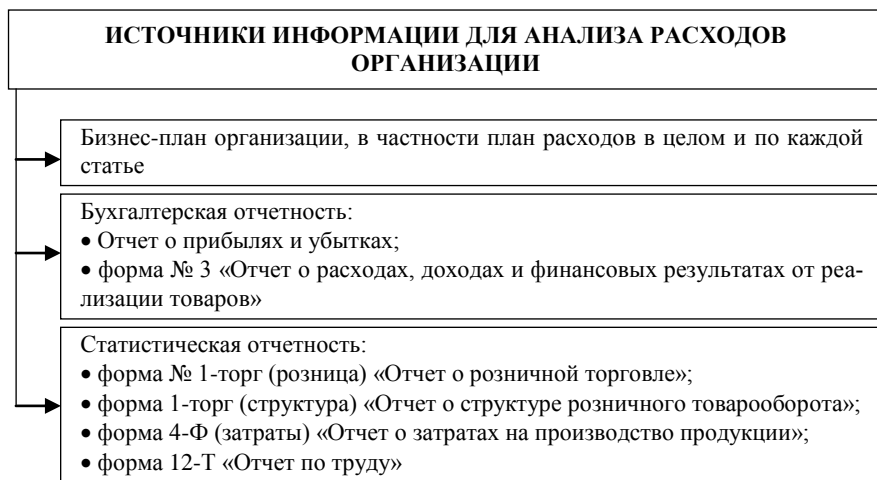 ИСТОЧНИКИ ИНФОРМАЦИИ ДЛЯ АНАЛИЗА РАСХОДОВ
ОРГАНИЗАЦИИ
Бизнес-план организации, в частности план расходов в целом и по каждой
статье
Бухгалтерская отчетность:
• Отчет о прибылях и убытках;
• форма № 3 «Отчет о расходах, доходах и финансовых результатах от реа-
лизации товаров»
Статистическая отчетность:
• форма № 1-торг (розница) «Отчет о розничной торговле»;
• форма 1-торг (структура) «Отчет о структуре розничного товарооборота»;
• форма 4-Ф (затраты) «Отчет о затратах на производство продукции»;
• форма 12-Т «Отчет по труду»